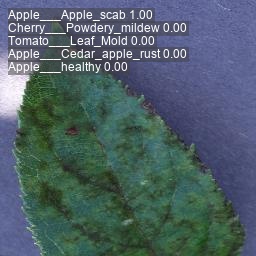 Apple___Apple_scab 1.00
Cherry___Powdery_mildew 0.00
Tomato___Leaf_Mold 0.00
Apple___Cedar_apple_rust 0.00
Apple___healthy 0.00